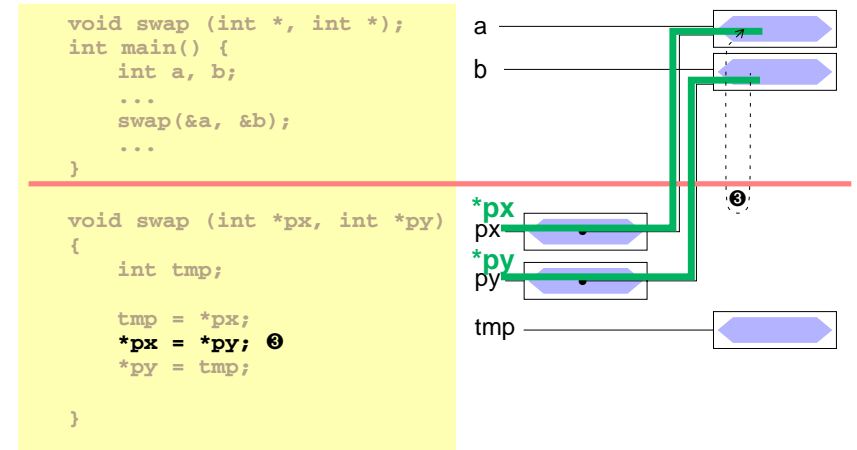 void swap (int *, int *);
int main() {
    int a, b;
    ...
    swap(&a, &b);
    ...
}
void swap (int *px, int *py)
{
    int tmp;
    tmp = *px;
    *px = *py; ❸
    *py = tmp;
}
a
b
❸
*px
px
*py
py
tmp